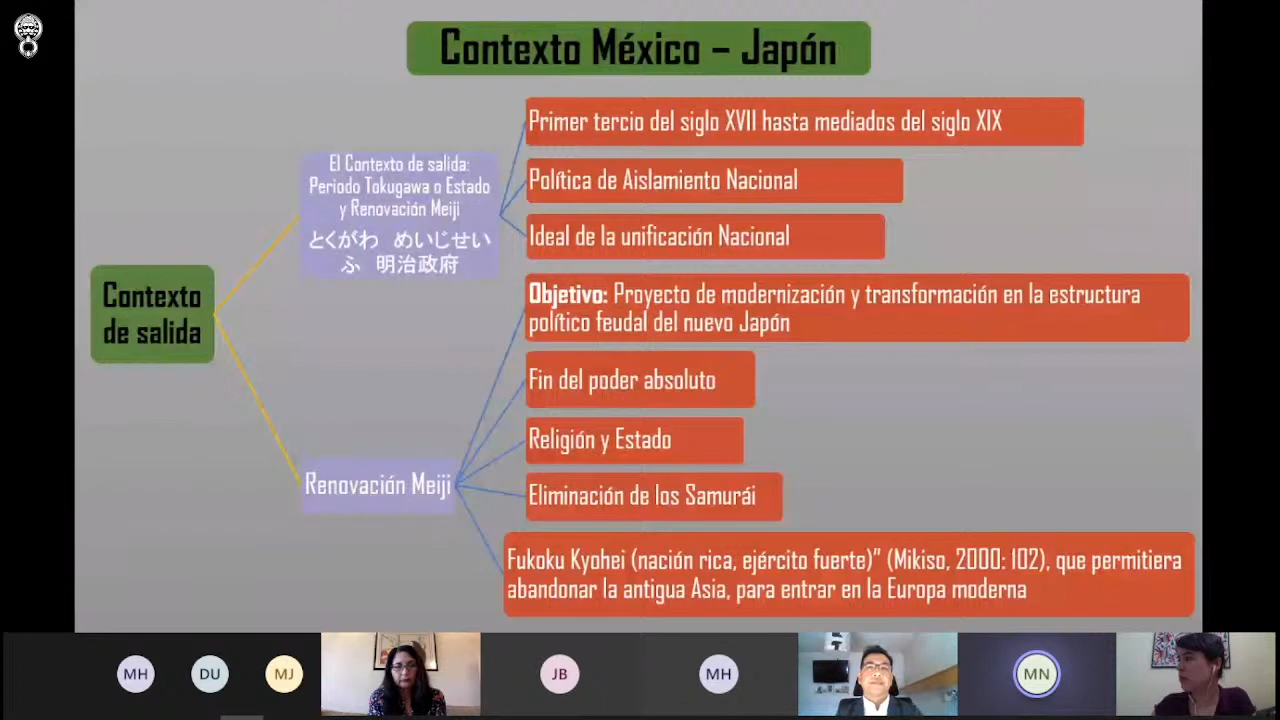 Contexto México – Japón
Contexto
de salida
El Contexto de salida:
Periodo Tokugawa o Estado
y Renovación Meiji
とくがわ　めいじせい
ふ　明治政府
Primer tercio del siglo XVII hasta mediados del siglo XIX
Política de Aislamiento Nacional
Ideal de la unificación Nacional
Renovación Meiji
Objetivo: Proyecto de modernización y transformación en la estructura
político feudal del nuevo Japón
Fin del poder absoluto
Religión y Estado
Eliminación de los Samurái
Fukoku Kyohei (nación rica, ejército fuerte)” (Mikiso, 2000: 102), que permitiera
abandonar la antigua Asia, para entrar en la Europa moderna
MH
DU
MJ
JB
MH
MN